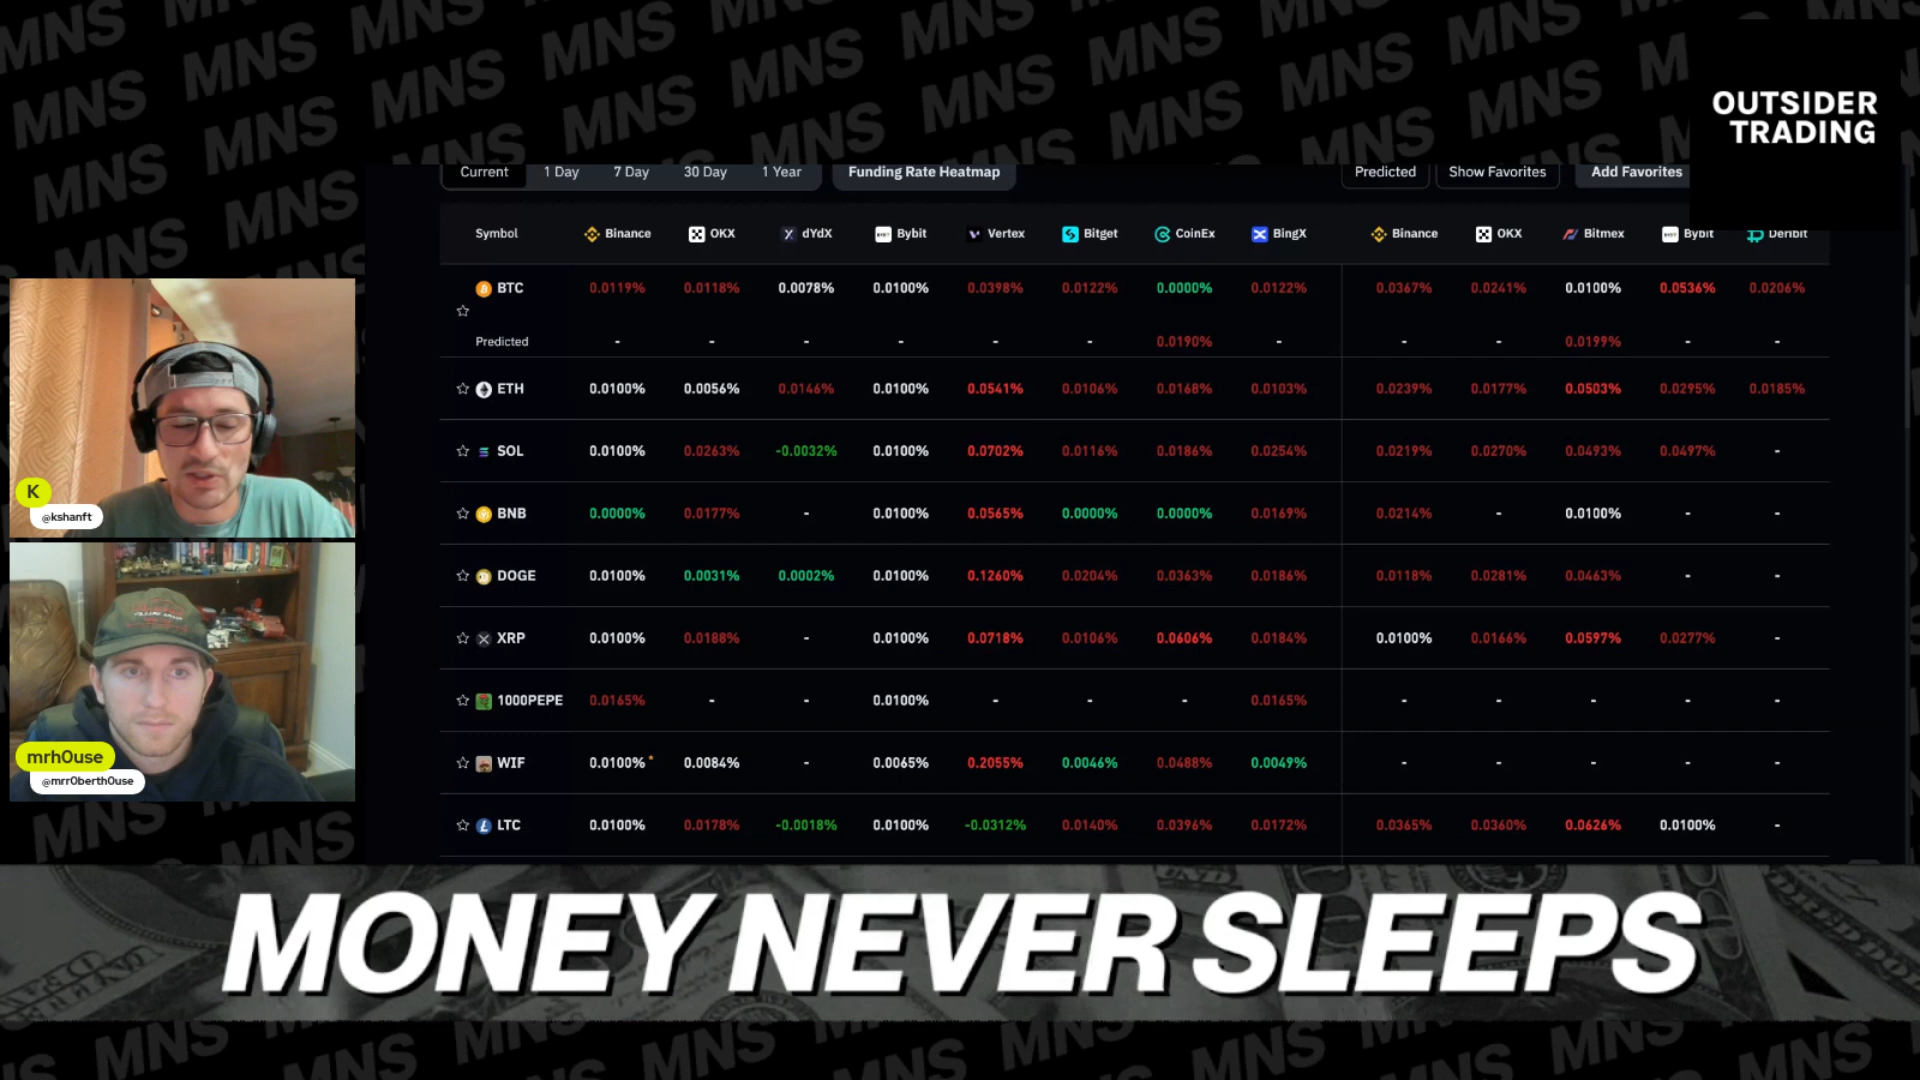 OUTSIDER
TRADING
Current 1 Day 7 Day 30 Day 1 Year Funding Rate Heatmap Predicted Show Favorites Add Favorites
Symbol Binance OKX dYdX Bybit Vertex Bitget CoinEx BingX Binance OKX Bitmex Bybit Deribit
BTC 0.0119% 0.0118% 0.0078% 0.0100% 0.0398% 0.0122% 0.0000% 0.0122% 0.0367% 0.0241% 0.0100% 0.0536% 0.0206%
Predicted - - - - - - 0.0190% - - - 0.0199% - -
ETH 0.0100% 0.0056% 0.0146% 0.0100% 0.0541% 0.0106% 0.0168% 0.0103% 0.0239% 0.0177% 0.0503% 0.0295% 0.0185%
SOL 0.0100% 0.0263% -0.0032% 0.0100% 0.0702% 0.0116% 0.0186% 0.0254% 0.0219% 0.0270% 0.0493% 0.0497% -
BNB 0.0000% 0.0177% - 0.0100% 0.0565% 0.0000% 0.0000% 0.0169% 0.0214% - 0.0100% - -
DOGE 0.0100% 0.0031% 0.0002% 0.0100% 0.1260% 0.0204% 0.0363% 0.0186% 0.0118% 0.0281% 0.0463% - -
XRP 0.0100% 0.0188% - 0.0100% 0.0718% 0.0106% 0.0606% 0.0184% 0.0100% 0.0166% 0.0597% 0.0277% -
1000PEPE 0.0165% - - 0.0100% - - - 0.0165% - - - - -
WIF 0.0100%* 0.0084% - 0.0065% 0.2055% 0.0046% 0.0488% 0.0049% - - - - -
LTC 0.0100% 0.0178% -0.0018% 0.0100% -0.0312% 0.0140% 0.0396% 0.0172% 0.0365% 0.0360% 0.0626% 0.0100% -
K
@kshanft
mrh0use
@mrr0berth0use
MONEY NEVER SLEEPS
MNS